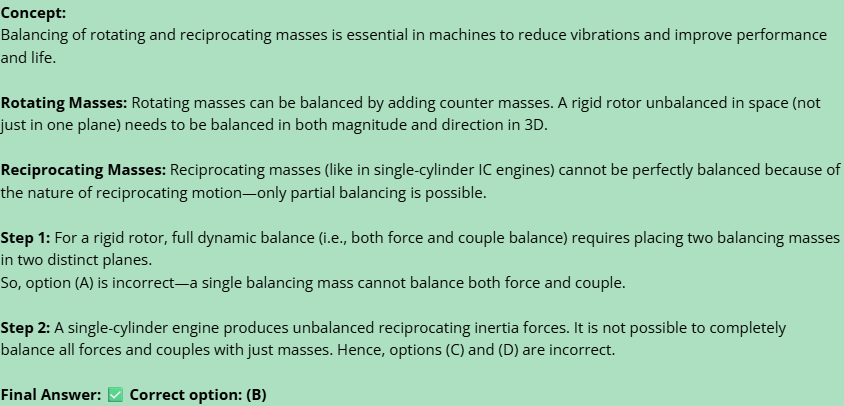 Concept:
Balancing of rotating and reciprocating masses is essential in machines to reduce vibrations and improve performance
and life.
Rotating Masses: Rotating masses can be balanced by adding counter masses. A rigid rotor unbalanced in space (not
just in one plane) needs to be balanced in both magnitude and direction in 3D.
Reciprocating Masses: Reciprocating masses (like in single-cylinder IC engines) cannot be perfectly balanced because of
the nature of reciprocating motion—only partial balancing is possible.
Step 1: For a rigid rotor, full dynamic balance (i.e., both force and couple balance) requires placing two balancing masses
in two distinct planes.
So, option (A) is incorrect—a single balancing mass cannot balance both force and couple.
Step 2: A single-cylinder engine produces unbalanced reciprocating inertia forces. It is not possible to completely
balance all forces and couples with just masses. Hence, options (C) and (D) are incorrect.
Final Answer: ✅ Correct option: (B)